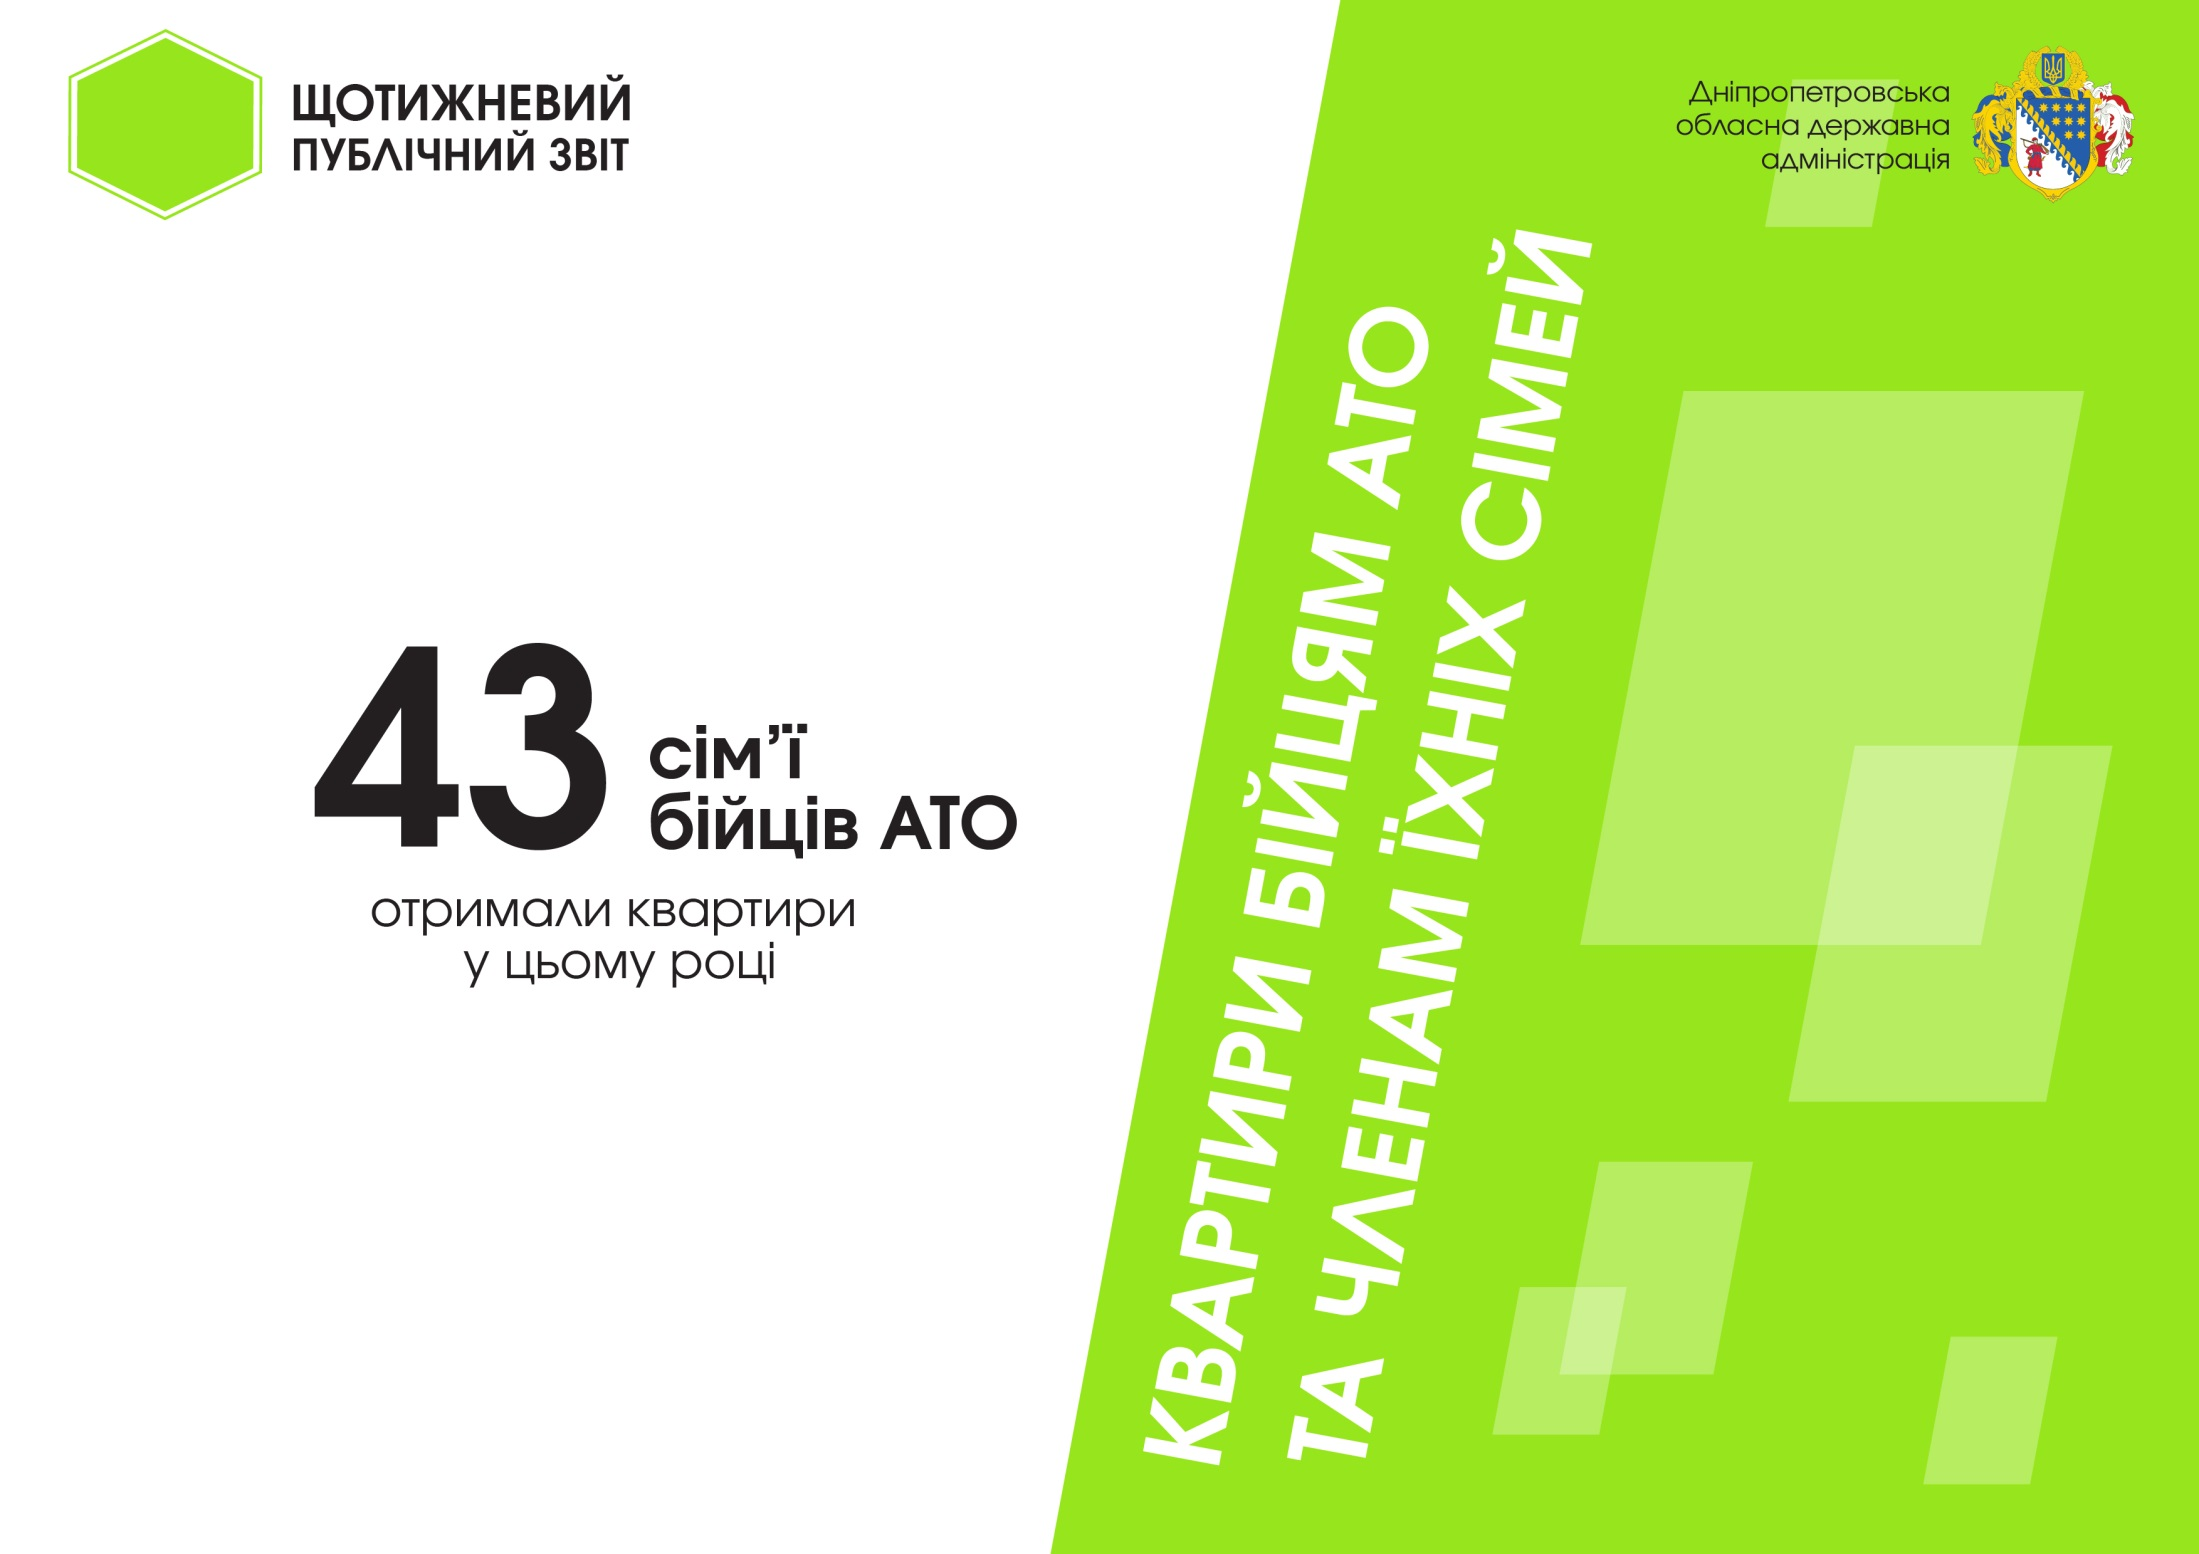 ЩОТИЖНЕВИЙ
ПУБЛІЧНИЙ ЗВІТ
Дніпропетровська
обласна державна
адміністрація
43 сім’ї
бійців АТО
отримали квартири
у цьому році
КВАРТИРИ БІЙЦЯМ АТО
ТА ЧЛЕНАМ ЇХНІХ СІМЕЙ